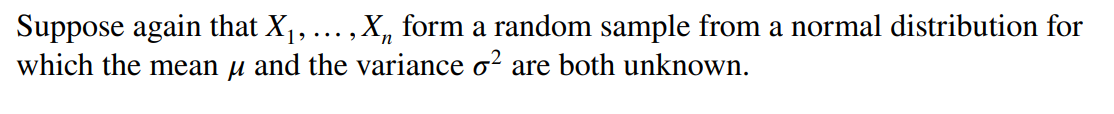 Suppose again that X₁, . . . , Xₙ form a random sample from a normal distribution for
which the mean μ and the variance σ² are both unknown.